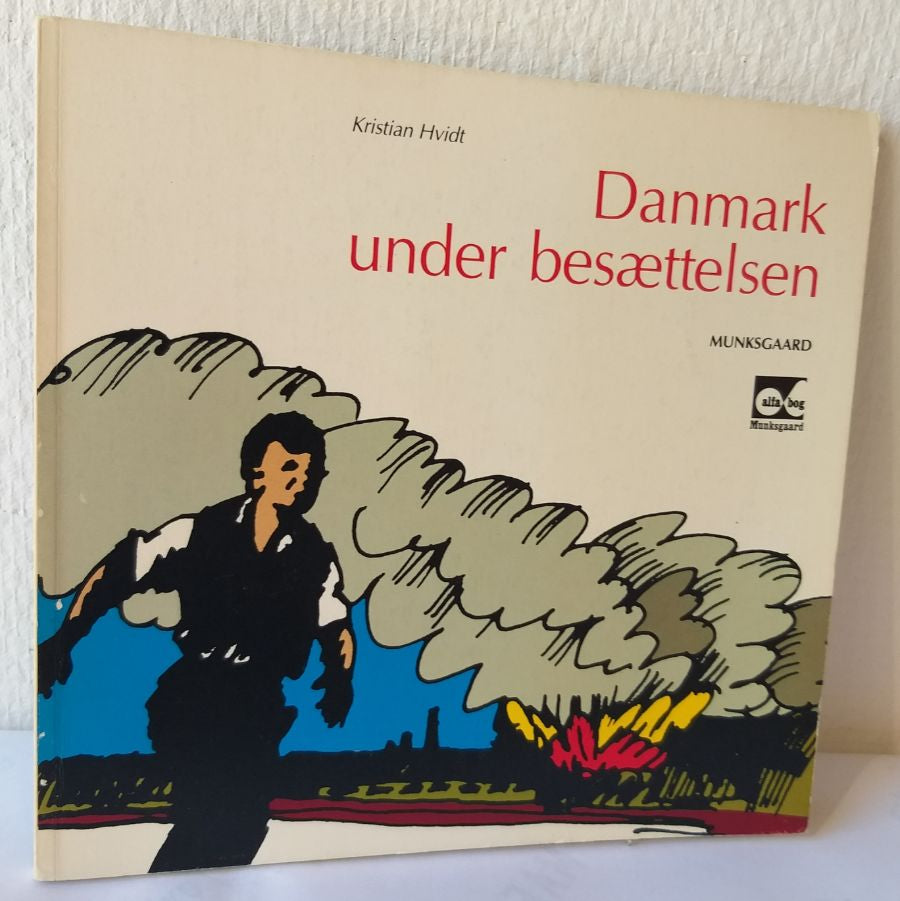 Kristian Hvidt
Danmark
under besættelsen
MUNKSGAARD
alfa bog
Munksgaard